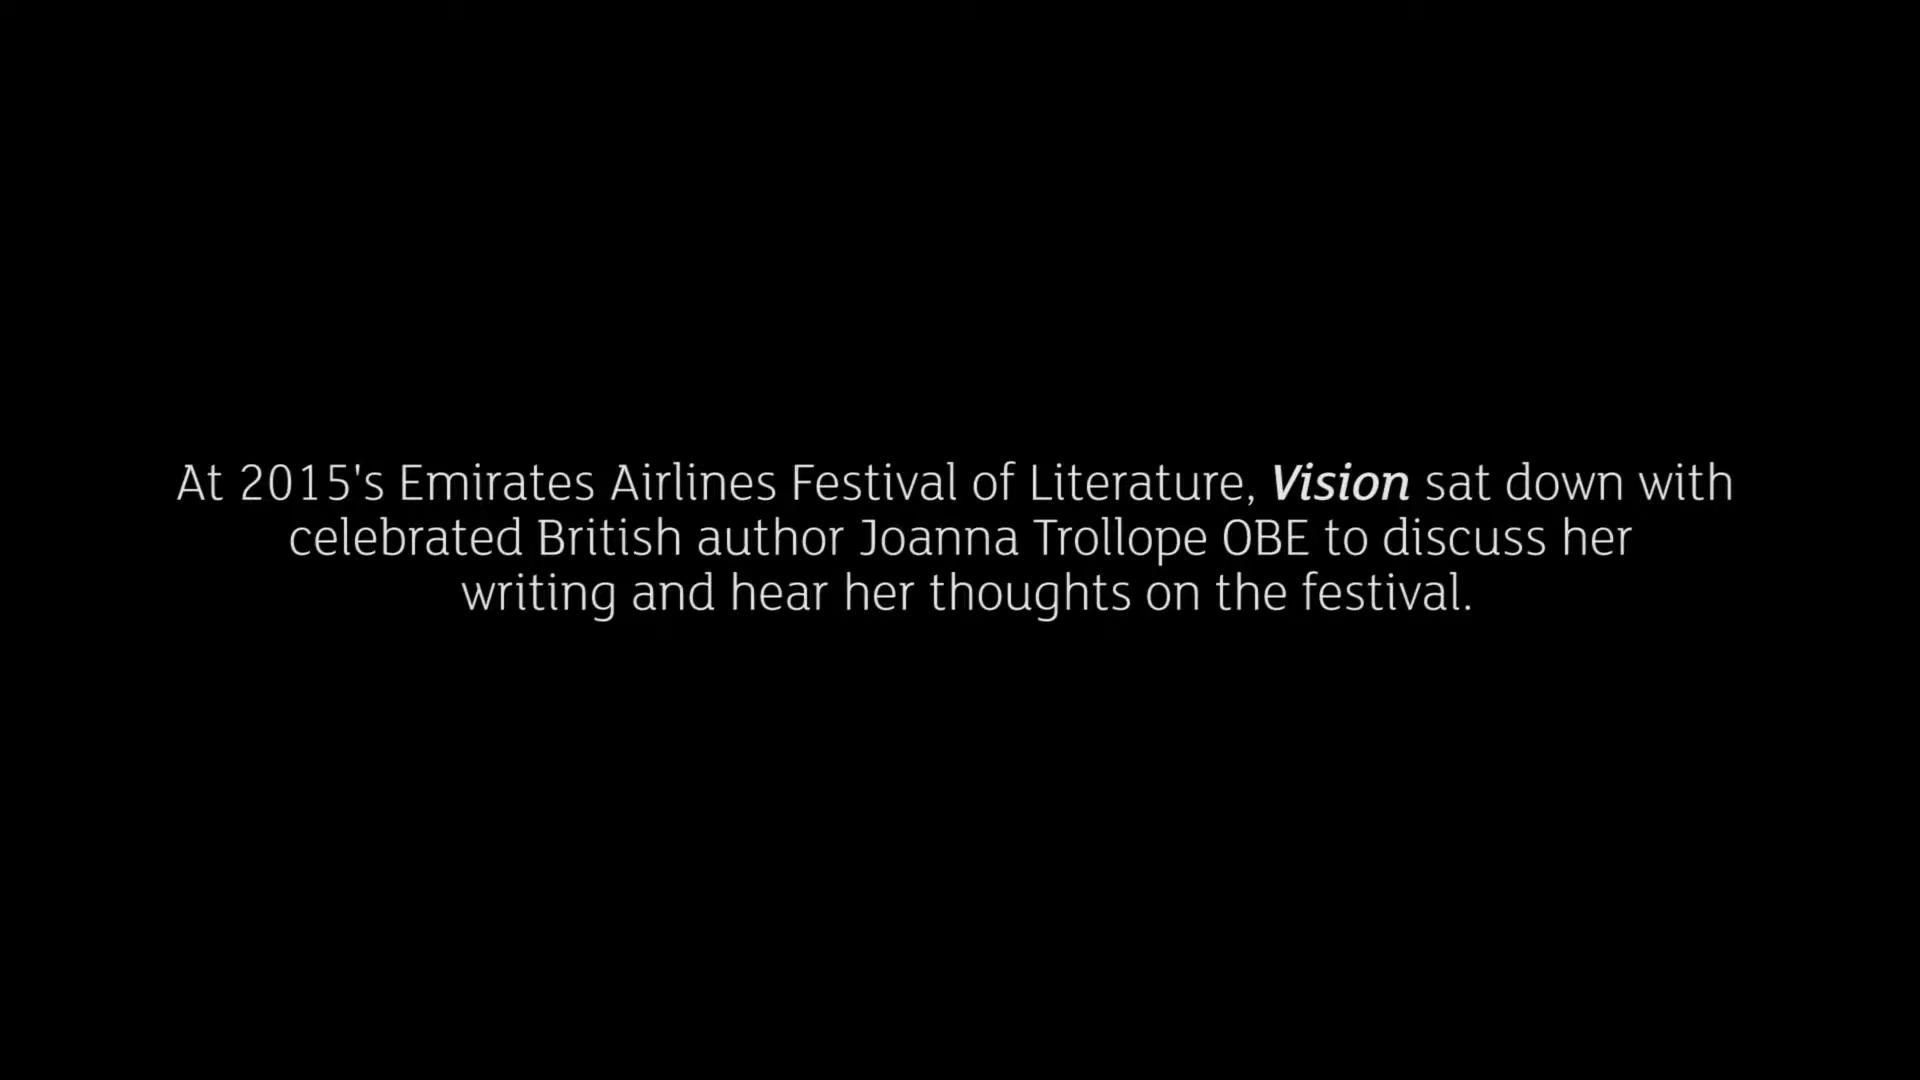 At 2015's Emirates Airlines Festival of Literature, Vision sat down with
celebrated British author Joanna Trollope OBE to discuss her
writing and hear her thoughts on the festival.